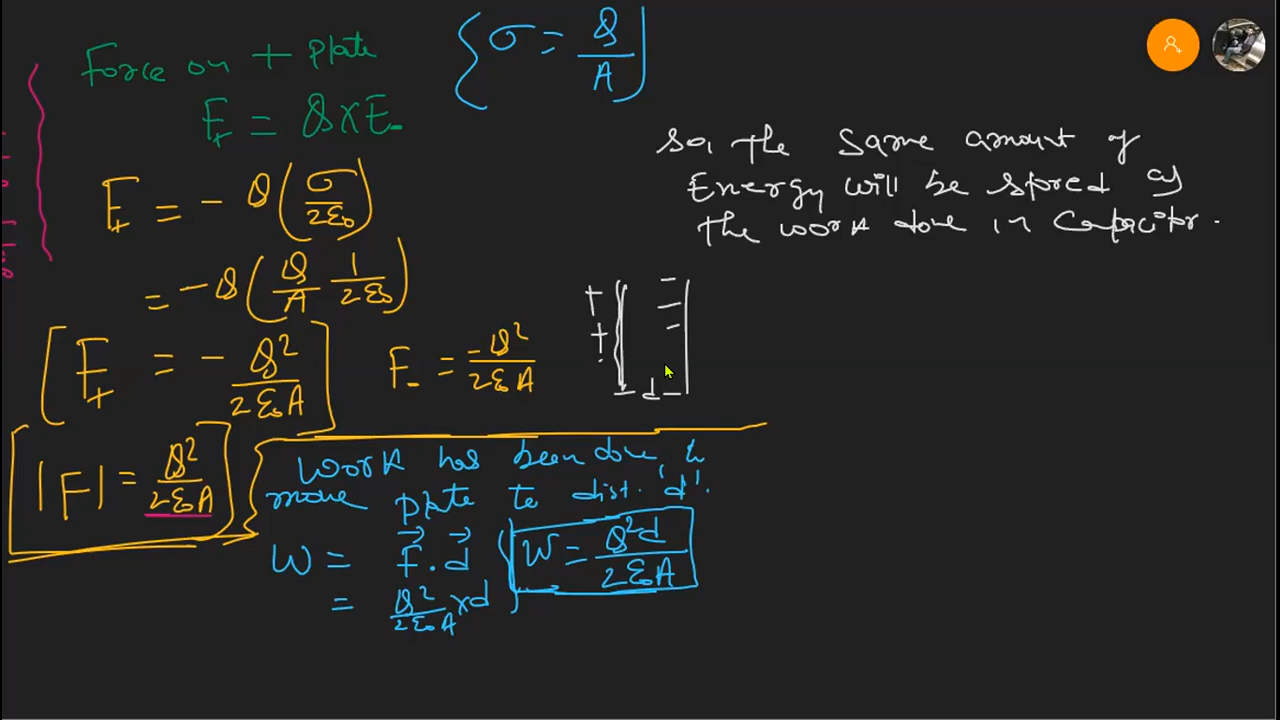 Force on + Plate
F₊ = Q×E₋
{σ = Q/A}
F₊ = -Q(σ/2ε₀)
= -Q(Q/A 1/2ε₀)
[F₊ = -Q²/2ε₀A]
F₋ = -Q²/2ε₀A
|F| = Q²/2ε₀A
So, the same amount of
Energy will be stored as
the work done in Capacitor.
+ -
+ -
-
d
Work has been done to
move plate to dist. 'd'.
W = F⃗.d⃗
= Q²/2ε₀A × d
W = Q²d/2ε₀A